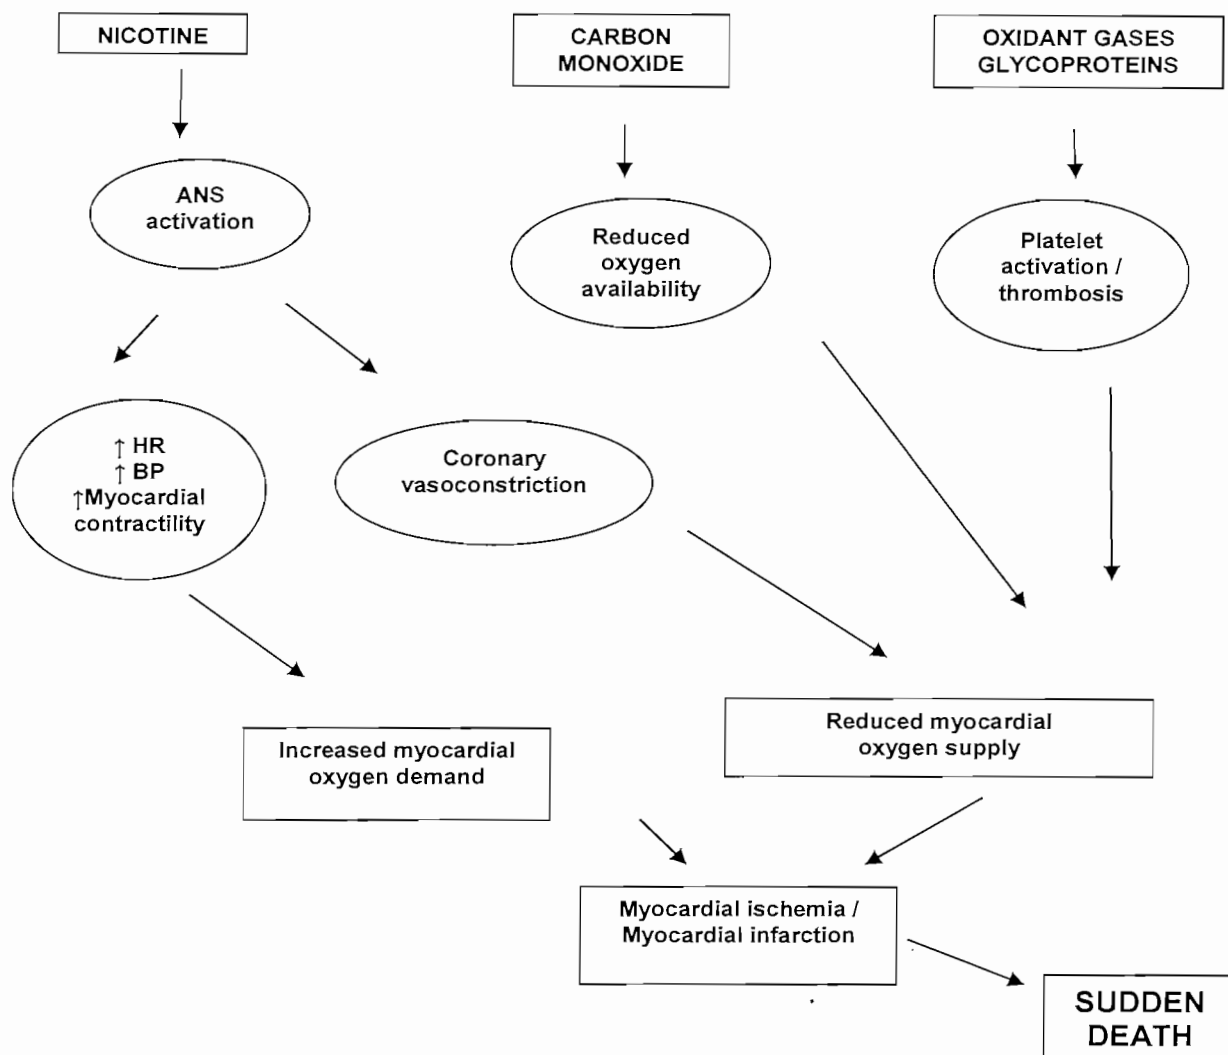 NICOTINE
CARBON
MONOXIDE
OXIDANT GASES
GLYCOPROTEINS
ANS
activation
Reduced
oxygen
availability
Platelet
activation /
thrombosis
↑ HR
↑ BP
↑Myocardial
contractility
Coronary
vasoconstriction
Increased myocardial
oxygen demand
Reduced myocardial
oxygen supply
Myocardial ischemia /
Myocardial infarction
SUDDEN
DEATH